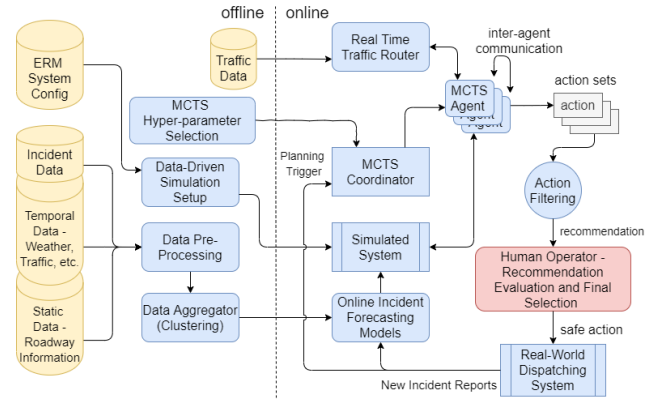 offline
online
ERM
System
Config
Traffic
Data
Real Time
Traffic Router
inter-agent
communication
MCTS
Agent
Agent
action sets
action
MCTS
Hyper-parameter
Selection
Incident
Data
Data-Driven
Simulation
Setup
Planning
Trigger
MCTS
Coordinator
Action
Filtering
Temporal
Data -
Weather,
Traffic, etc.
Data Pre-
Processing
Simulated
System
recommendation
Human Operator -
Recommendation
Evaluation and Final
Selection
Static
Data -
Roadway
Information
Data Aggregator
(Clustering)
Online Incident
Forecasting
Models
safe action
New Incident Reports
Real-World
Dispatching
System